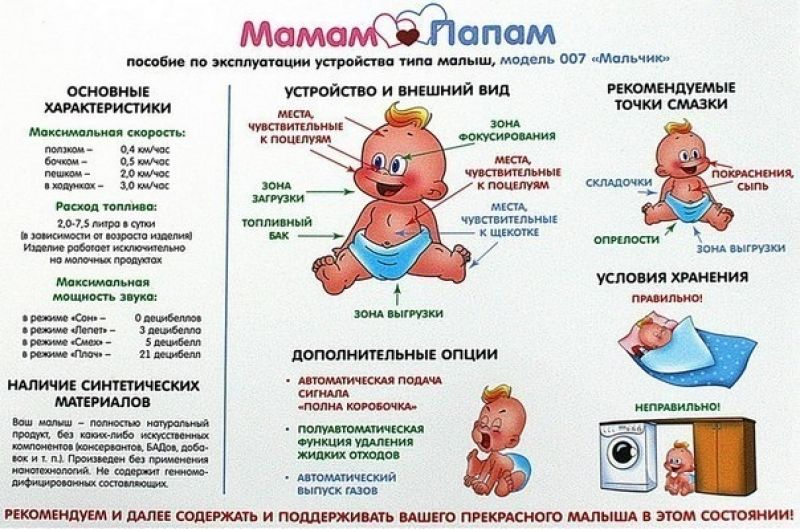 Мамам Папам
пособие по эксплуатации устройства типа малыш, модель 007 «Мальчик»
ОСНОВНЫЕ
ХАРАКТЕРИСТИКИ
Максимальная скорость:
ползком – 0,4 км/час
бочком – 0,5 км/час
пешком – 2,0 км/час
в ходунках – 3,0 км/час
Расход топлива:
2,0-7,5 литра в сутки
(в зависимости от возраста изделия)
Изделие работает исключительно
на молочных продуктах
Максимальная
мощность звука:
в режиме «Сон» – 0 децибеллов
в режиме «Лепет» – 3 децибелла
в режиме «Смех» – 5 децибелл
в режиме «Плач» – 21 децибелл
НАЛИЧИЕ СИНТЕТИЧЕСКИХ
МАТЕРИАЛОВ
Ваш малыш – полностью натуральный
продукт, без каких-либо искусственных
компонентов (консервантов, БАДов, доба-
вок и т. п.). Произведен без применения
нанотехнологий. Не содержит генномо-
дифицированных составляющих.
УСТРОЙСТВО И ВНЕШНИЙ ВИД
МЕСТА,
ЧУВСТВИТЕЛЬНЫЕ
К ПОЦЕЛУЯМ
ЗОНА
ФОКУСИРОВАНИЯ
МЕСТА,
ЧУВСТВИТЕЛЬНЫЕ
К ПОЦЕЛУЯМ
ЗОНА
ЗАГРУЗКИ
ТОПЛИВНЫЙ
БАК
МЕСТА,
ЧУВСТВИТЕЛЬНЫЕ
К ЩЕКОТКЕ
ЗОНА ВЫГРУЗКИ
ДОПОЛНИТЕЛЬНЫЕ ОПЦИИ
• АВТОМАТИЧЕСКАЯ ПОДАЧА
СИГНАЛА
«ПОЛНА КОРОБОЧКА»
• ПОЛУАВТОМАТИЧЕСКАЯ
ФУНКЦИЯ УДАЛЕНИЯ
ЖИДКИХ ОТХОДОВ
• АВТОМАТИЧЕСКИЙ
ВЫПУСК ГАЗОВ
РЕКОМЕНДУЕМЫЕ
ТОЧКИ СМАЗКИ
СКЛАДОЧКИ
ПОКРАСНЕНИЯ,
СЫПЬ
ОПРЕЛОСТИ
ЗОНА ВЫГРУЗКИ
УСЛОВИЯ ХРАНЕНИЯ
ПРАВИЛЬНО!
НЕПРАВИЛЬНО!
РЕКОМЕНДУЕМ И ДАЛЕЕ СОДЕРЖАТЬ И ПОДДЕРЖИВАТЬ ВАШЕГО ПРЕКРАСНОГО МАЛЫША В ЭТОМ СОСТОЯНИИ!